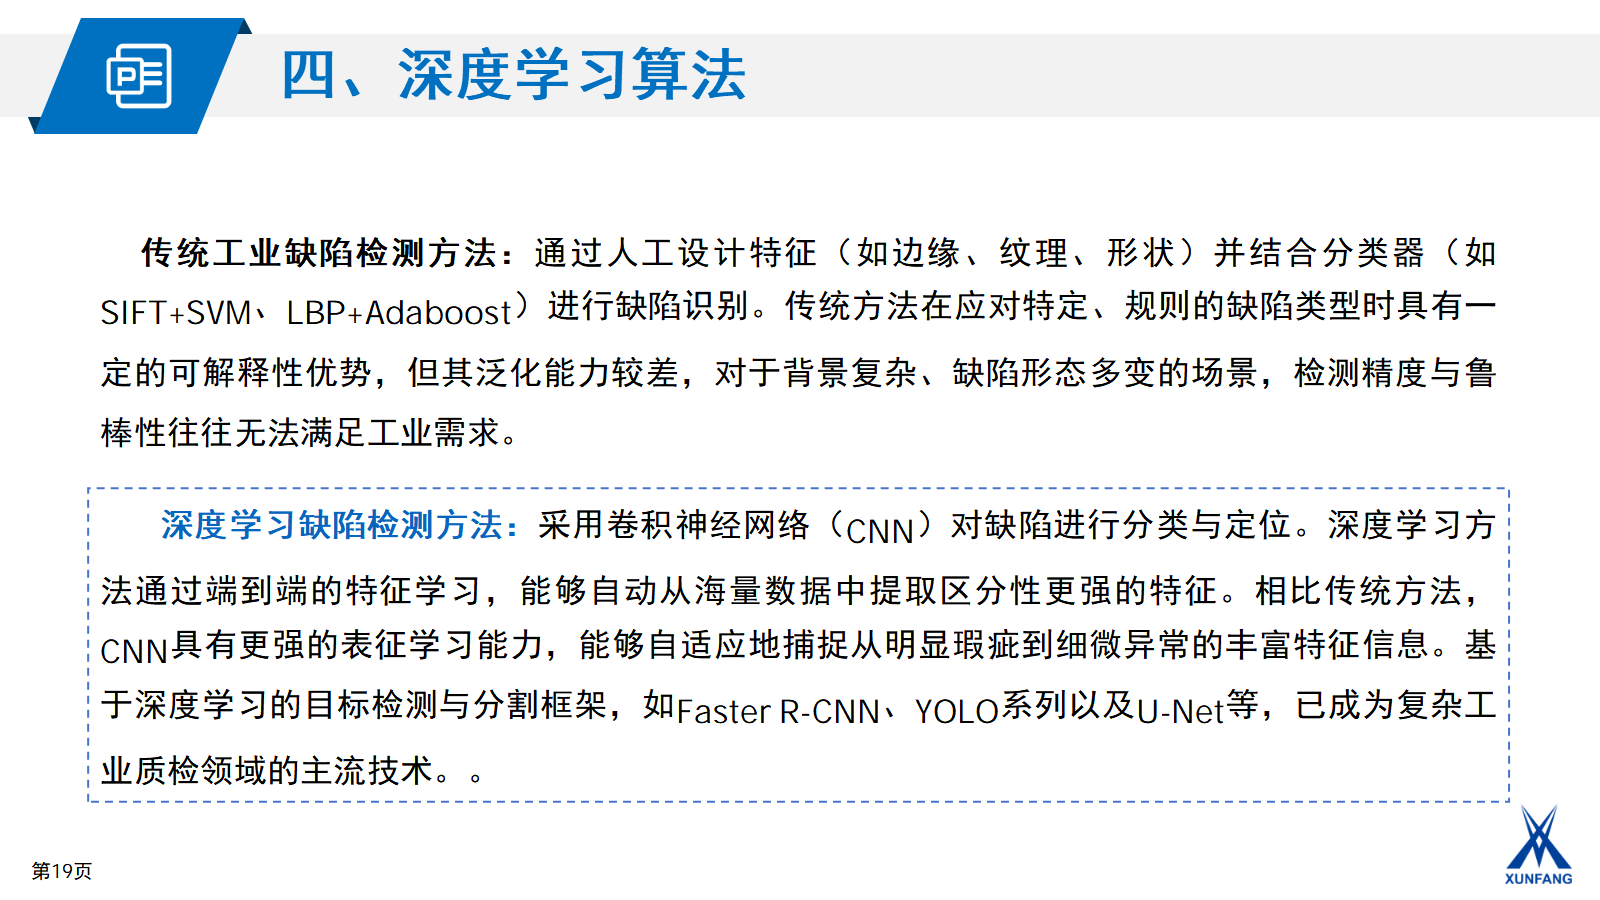 四、深度学习算法
传统工业缺陷检测方法：通过人工设计特征（如边缘、纹理、形状）并结合分类器（如
SIFT+SVM、LBP+Adaboost）进行缺陷识别。传统方法在应对特定、规则的缺陷类型时具有一
定的可解释性优势，但其泛化能力较差，对于背景复杂、缺陷形态多变的场景，检测精度与鲁
棒性往往无法满足工业需求。
深度学习缺陷检测方法：采用卷积神经网络（CNN）对缺陷进行分类与定位。深度学习方
法通过端到端的特征学习，能够自动从海量数据中提取区分性更强的特征。相比传统方法，
CNN具有更强的表征学习能力，能够自适应地捕捉从明显瑕疵到细微异常的丰富特征信息。基
于深度学习的目标检测与分割框架，如Faster R-CNN、YOLO系列以及U-Net等，已成为复杂工
业质检领域的主流技术。。
第19页
XUNFANG